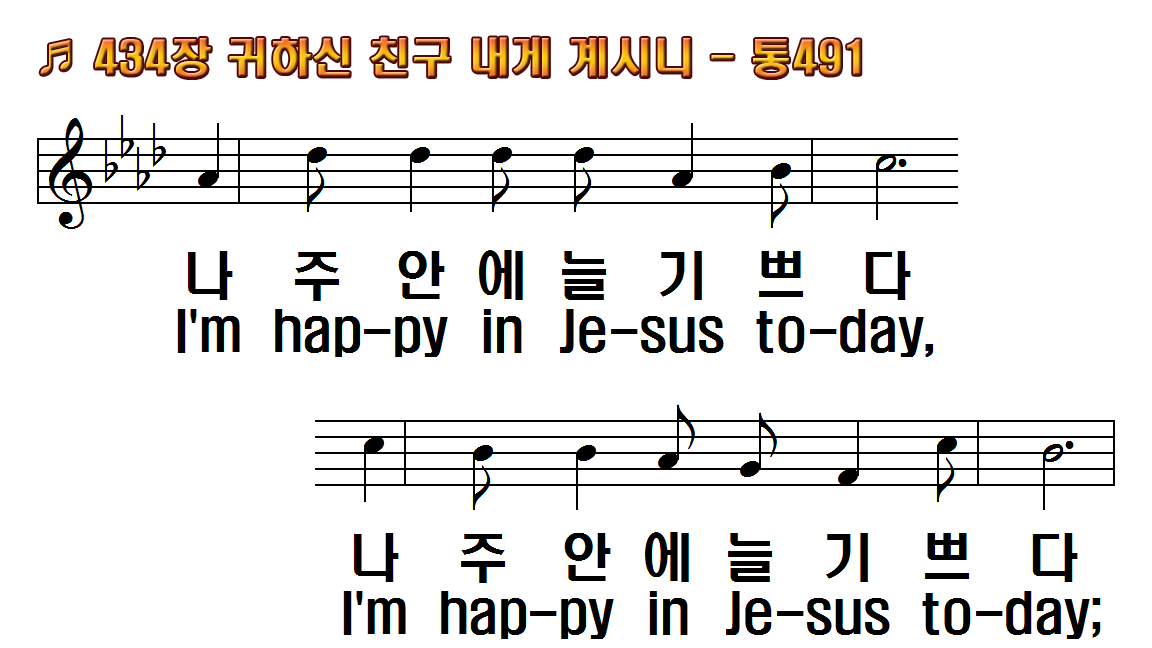 ♬ 434장 귀하신 친구 내게 계시니 - 통491
나 주 안 에 늘 기 쁘 다
I'm hap-py in Je-sus to-day,
나 주 안 에 늘 기 쁘 다
I'm hap-py in Je-sus to-day;